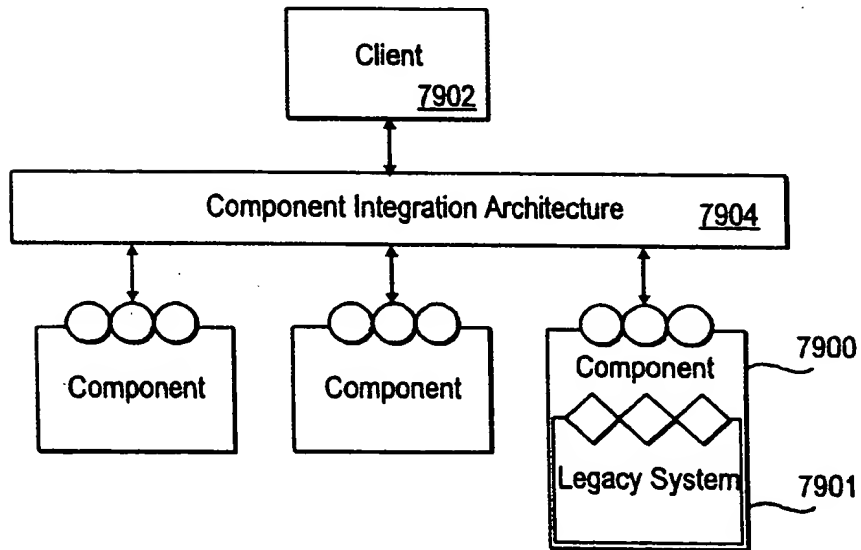 Client
7902
Component Integration Architecture 7904
Component
Component
Component
7900
Legacy System
7901